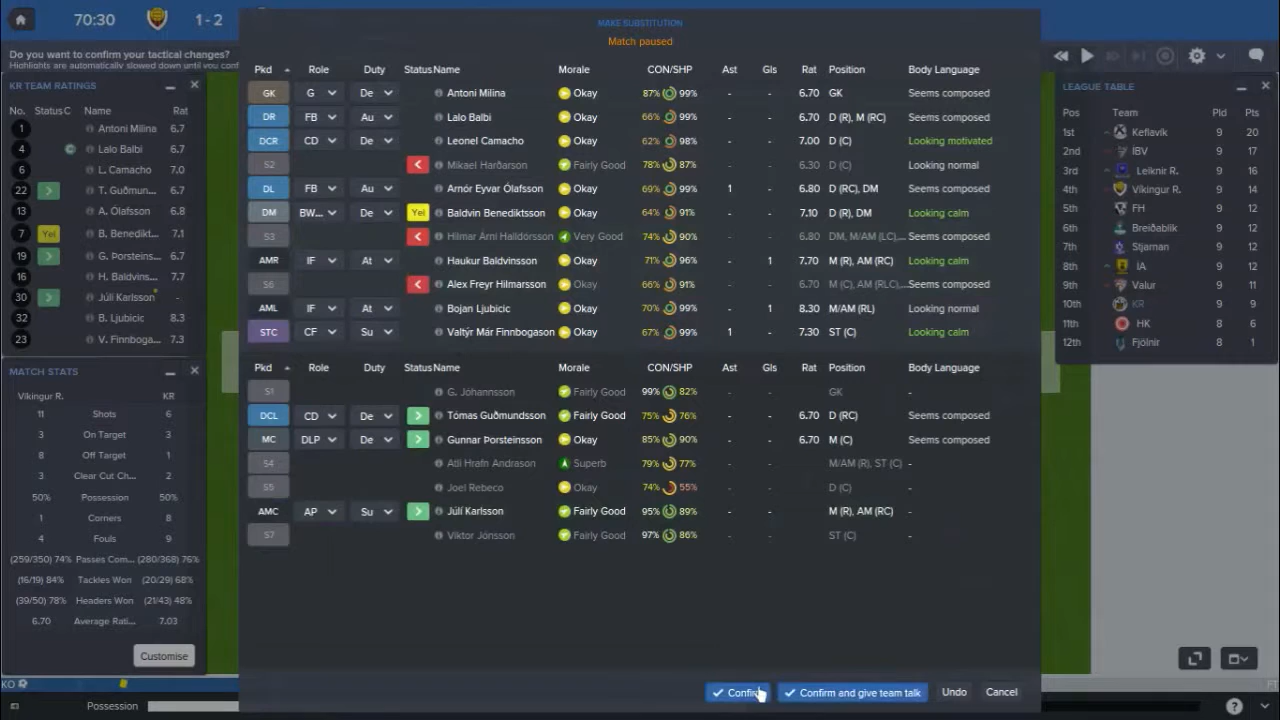 70:30
1 - 2
Do you want to confirm your tactical changes?
Highlights are automatically slowed down until you conf
MAKE SUBSTITUTION
Match paused
KR TEAM RATINGS
No. Status C Name Rat
1 Antoni Milina 6.7
4 C Lalo Balbi 6.7
6 L. Camacho 7.0
22 T. Guðmun... 6.7
13 A. Ólafsson 6.8
7 Yel B. Benedikt... 7.1
19 G. Þorsteins... 6.7
16 H. Baldvins... 7.7
30 Júlí Karlsson -
32 B. Ljubicic 8.3
23 V. Finnboga... 7.3
MATCH STATS
Víkingur R. KR
11 Shots 6
3 On Target 3
8 Off Target 1
3 Clear Cut Ch... 2
50% Possession 50%
1 Corners 8
4 Fouls 9
(259/350) 74% Passes Com... (280/368) 76%
(16/19) 84% Tackles Won (20/29) 68%
(39/50) 78% Headers Won (21/43) 48%
6.70 Average Rati... 7.03
Customise
KO
Possession
Pkd Role Duty Status Name Morale CON/SHP Ast Gls Rat Position Body Language
GK G De Antoni Milina Okay 87% 99% - - 6.70 GK Seems composed
DR FB Au Lalo Balbi Okay 66% 99% - - 6.70 D (R), M (RC) Seems composed
DCR CD De Leonel Camacho Okay 62% 98% - - 7.00 D (C) Looking motivated
S2 Mikael Harðarson Fairly Good 78% 87% - - 6.30 D (C) Looking normal
DL FB Au Arnór Eyvar Ólafsson Okay 69% 99% 1 - 6.80 D (RC), DM Seems composed
DM BW... De Yel Baldvin Benediktsson Okay 64% 91% - - 7.10 D (R), DM Looking calm
S3 Hilmar Árni Halldórsson Very Good 74% 90% - - 6.80 DM, M/AM (LC),... Seems composed
AMR IF At Haukur Baldvinsson Okay 71% 96% - 1 7.70 M (R), AM (RC) Looking calm
S6 Alex Freyr Hilmarsson Okay 66% 91% - - 6.70 M (C), AM (RLC),... Seems composed
AML IF At Bojan Ljubicic Okay 70% 99% - 1 8.30 M/AM (RL) Looking normal
STC CF Su Valtýr Már Finnbogason Okay 67% 99% 1 - 7.30 ST (C) Looking calm
Pkd Role Duty Status Name Morale CON/SHP Ast Gls Rat Position Body Language
S1 G. Jóhannsson Fairly Good 99% 82% - - GK -
DCL CD De Tómas Guðmundsson Fairly Good 75% 76% - - 6.70 D (RC) Seems composed
MC DLP De Gunnar Þorsteinsson Okay 85% 90% - - 6.70 M (C) Seems composed
S4 Atli Hrafn Andrason Superb 79% 77% - - M/AM (R), ST (C) -
S5 Joel Rebeco Okay 74% 55% - - D (C) -
AMC AP Su Júlí Karlsson Fairly Good 95% 89% - - M (R), AM (RC) -
S7 Viktor Jónsson Fairly Good 97% 86% - - ST (C) -
Confirm
Confirm and give team talk
Undo
Cancel
LEAGUE TABLE
Pos Team Pld Pts
1st Keflavík 9 20
2nd ÍBV 9 17
3rd Leiknir R. 9 16
4th Víkingur R. 9 14
5th FH 9 12
6th Breiðablik 9 12
7th Stjarnan 9 12
8th ÍA 9 12
9th Valur 9 11
10th KR 9 9
11th HK 8 6
12th Fjölnir 8 1
FT